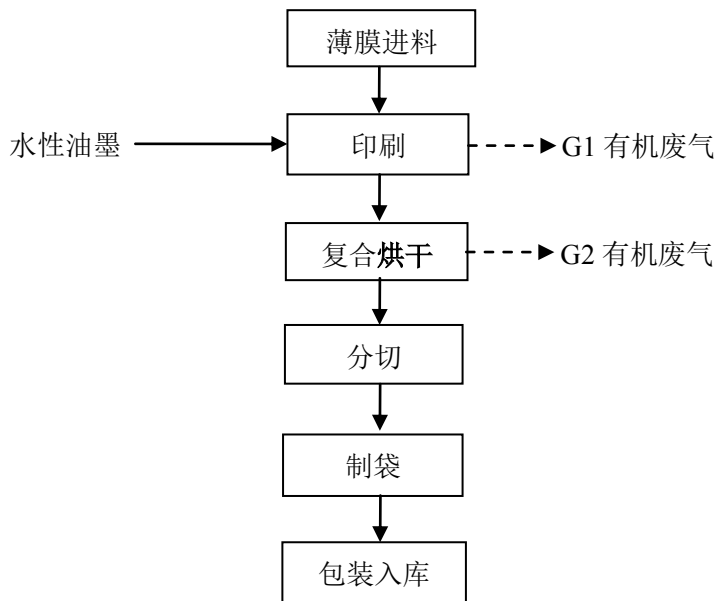 薄膜进料
水性油墨
印刷
G1 有机废气
复合烘干
G2 有机废气
分切
制袋
包装入库